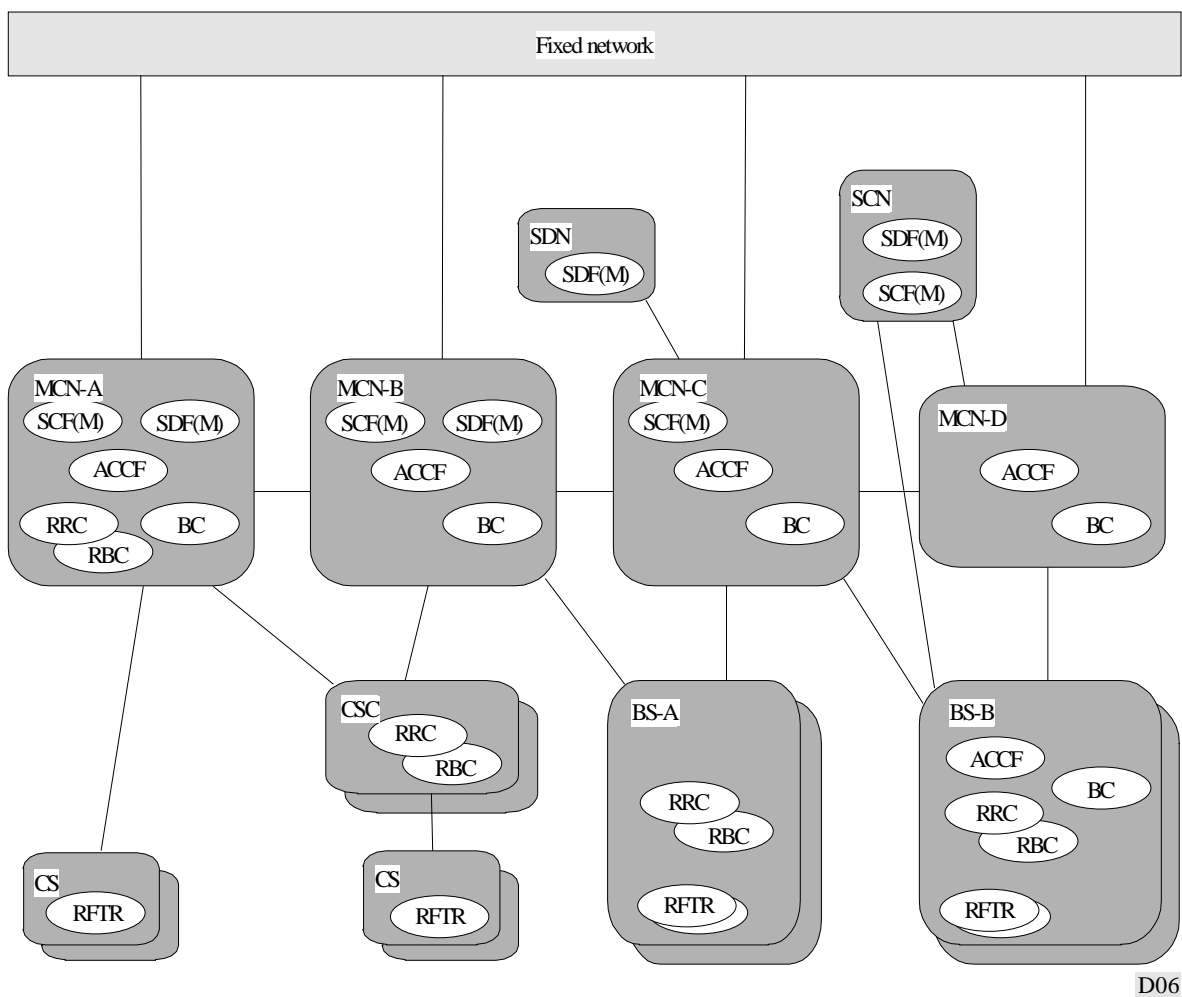 Fixed network
SCN
SDF(M)
SCF(M)
SDN
SDF(M)
MCN-A
SCF(M)
SDF(M)
ACCF
RRC
RBC
BC
MCN-B
SCF(M)
SDF(M)
ACCF
BC
MCN-C
SCF(M)
ACCF
BC
MCN-D
ACCF
BC
CSC
RRC
RBC
BS-A
RRC
RBC
RFTR
BS-B
ACCF
BC
RRC
RBC
RFTR
CS
RFTR
CS
RFTR
D06